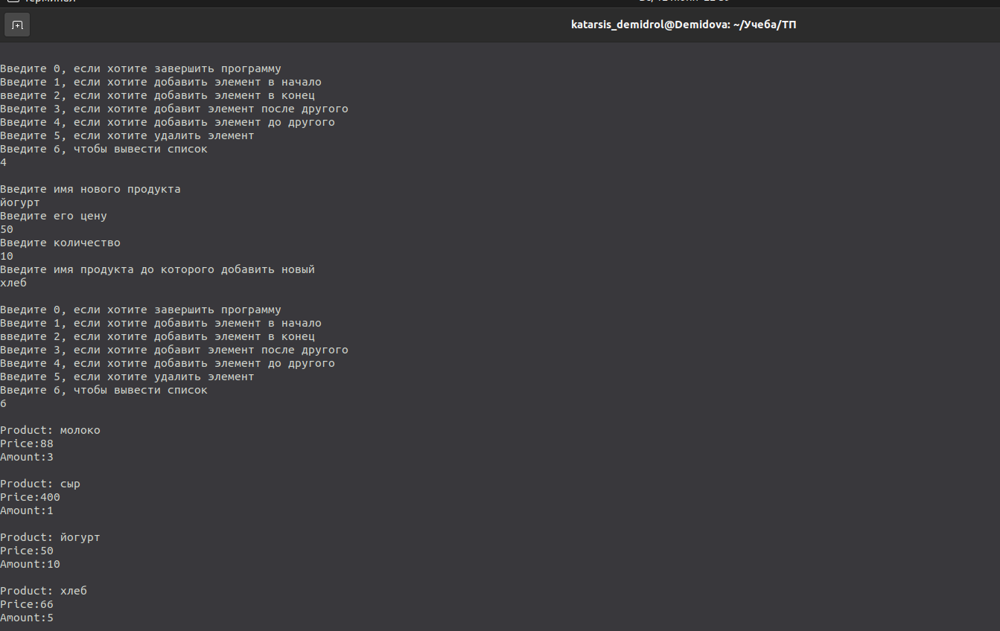 katarsis_demidrol@Demidova: ~/Учеба/ТП
Введите 0, если хотите завершить программу
Введите 1, если хотите добавить элемент в начало
введите 2, если хотите добавить элемент в конец
Введите 3, если хотите добавит элемент после другого
Введите 4, если хотите добавить элемент до другого
Введите 5, если хотите удалить элемент
Введите 6, чтобы вывести список
4
Введите имя нового продукта
йогурт
Введите его цену
50
Введите количество
10
Введите имя продукта до которого добавить новый
хлеб
Введите 0, если хотите завершить программу
Введите 1, если хотите добавить элемент в начало
введите 2, если хотите добавить элемент в конец
Введите 3, если хотите добавит элемент после другого
Введите 4, если хотите добавить элемент до другого
Введите 5, если хотите удалить элемент
Введите 6, чтобы вывести список
6
Product: молоко
Price:88
Amount:3
Product: сыр
Price:400
Amount:1
Product: йогурт
Price:50
Amount:10
Product: хлеб
Price:66
Amount:5